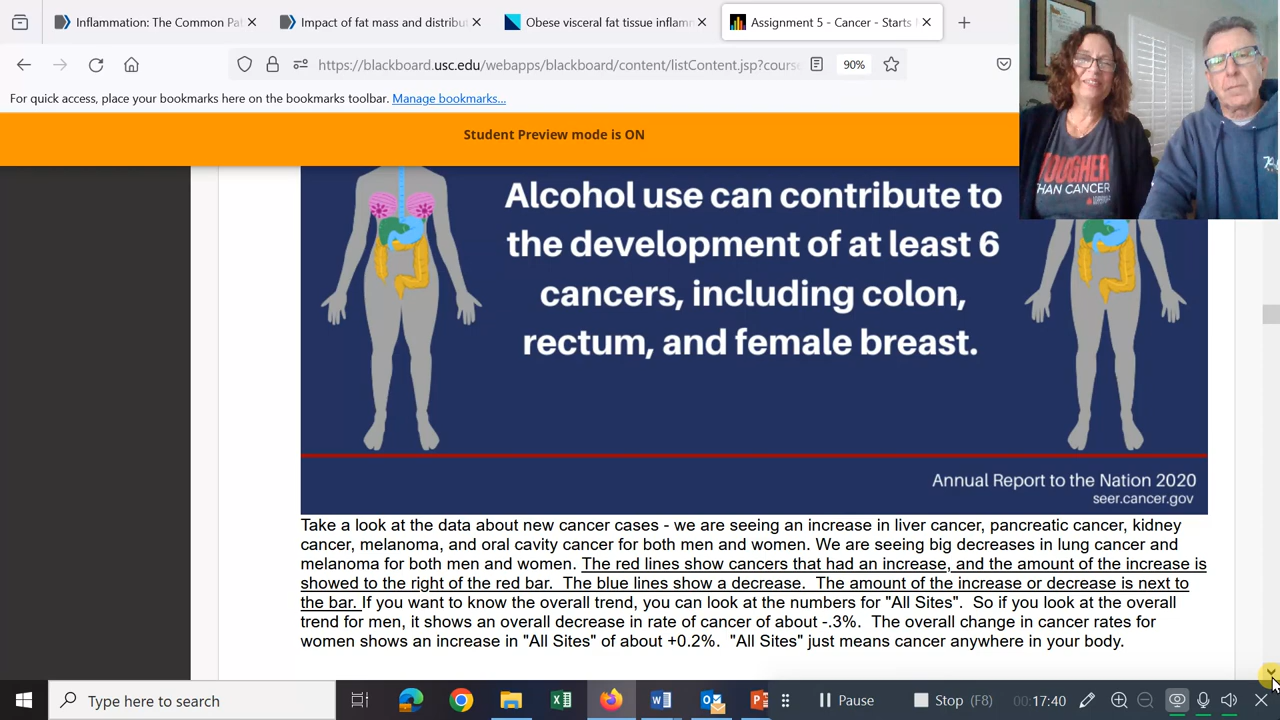 Inflammation: The Common Pa
Impact of fat mass and distribu
Obese visceral fat tissue inflamm
Assignment 5 - Cancer - Starts
https://blackboard.usc.edu/webapps/blackboard/content/listContent.jsp?course
90%
For quick access, place your bookmarks here on the bookmarks toolbar. Manage bookmarks...
Student Preview mode is ON
TOUGHER
THAN CANCER
Alcohol use can contribute to
the development of at least 6
cancers, including colon,
rectum, and female breast.
Annual Report to the Nation 2020
seer.cancer.gov
Take a look at the data about new cancer cases - we are seeing an increase in liver cancer, pancreatic cancer, kidney
cancer, melanoma, and oral cavity cancer for both men and women. We are seeing big decreases in lung cancer and
melanoma for both men and women. The red lines show cancers that had an increase, and the amount of the increase is
showed to the right of the red bar. The blue lines show a decrease. The amount of the increase or decrease is next to
the bar. If you want to know the overall trend, you can look at the numbers for "All Sites". So if you look at the overall
trend for men, it shows an overall decrease in rate of cancer of about -.3%. The overall change in cancer rates for
women shows an increase in "All Sites" of about +0.2%. "All Sites" just means cancer anywhere in your body.
Type here to search
Pause
Stop (F8)
00:17:40